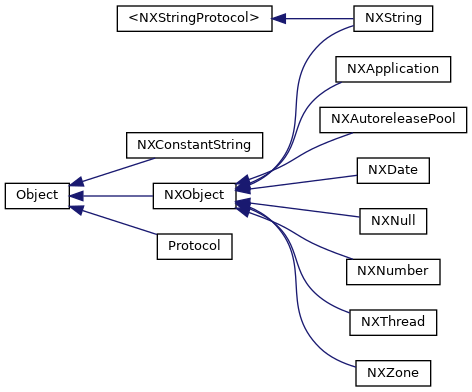 <NXStringProtocol>
NXString
NXApplication
NXAutoreleasePool
NXConstantString
NXDate
Object
NXObject
NXNull
Protocol
NXNumber
NXThread
NXZone